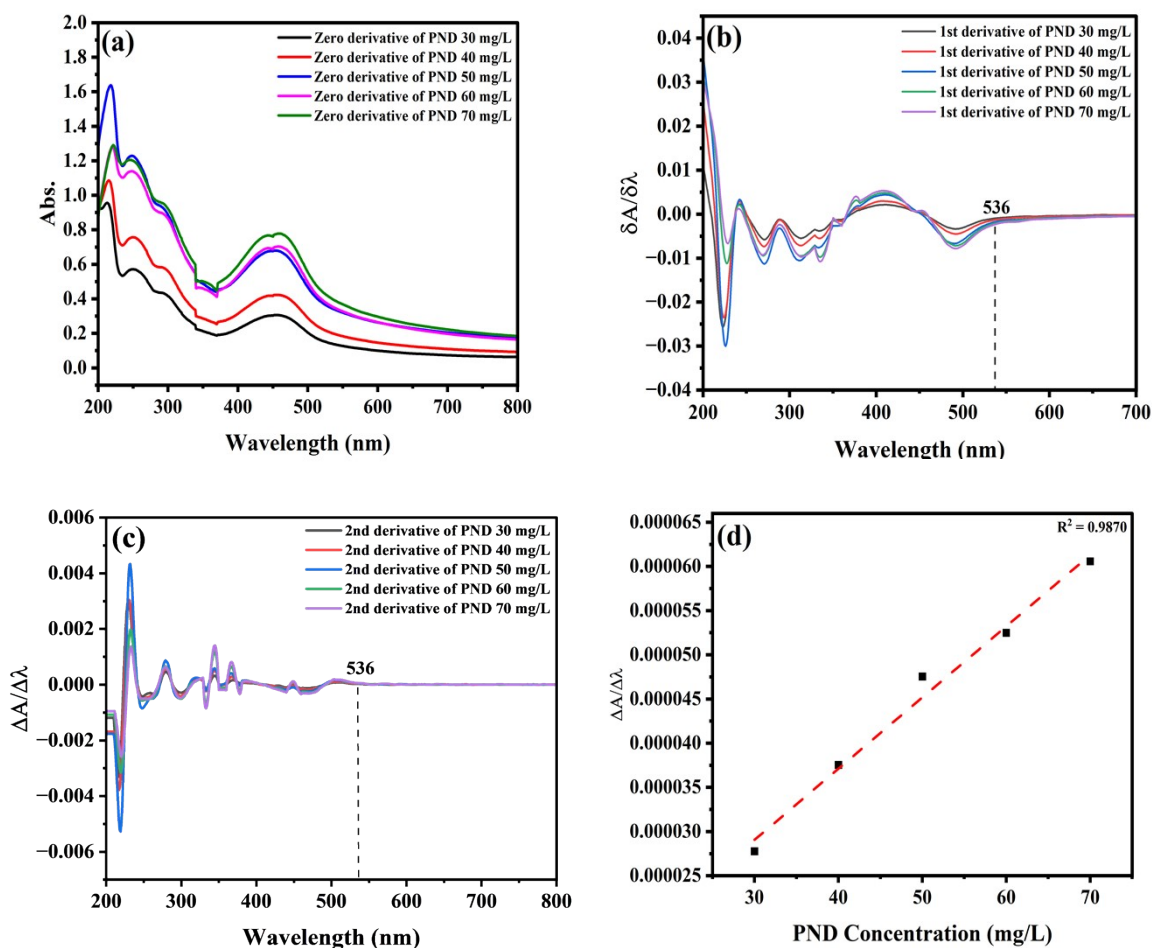 (a)
Zero derivative of PND 30 mg/L
Zero derivative of PND 40 mg/L
Zero derivative of PND 50 mg/L
Zero derivative of PND 60 mg/L
Zero derivative of PND 70 mg/L
2.0
1.8
1.6
1.4
1.2
1.0
0.8
0.6
0.4
0.2
0.0
Abs.
200 300 400 500 600 700 800
Wavelength (nm)
(b)
1st derivative of PND 30 mg/L
1st derivative of PND 40 mg/L
1st derivative of PND 50 mg/L
1st derivative of PND 60 mg/L
1st derivative of PND 70 mg/L
0.04
0.03
0.02
0.01
0.00
−0.01
−0.02
−0.03
−0.04
δA/δλ
536
200 300 400 500 600 700
Wavelength (nm)
(c)
2nd derivative of PND 30 mg/L
2nd derivative of PND 40 mg/L
2nd derivative of PND 50 mg/L
2nd derivative of PND 60 mg/L
2nd derivative of PND 70 mg/L
0.006
0.004
0.002
0.000
−0.002
−0.004
−0.006
ΔA/Δλ
536
200 300 400 500 600 700 800
Wavelength (nm)
(d)
R² = 0.9870
0.000065
0.000060
0.000055
0.000050
0.000045
0.000040
0.000035
0.000030
0.000025
ΔA/Δλ
30 40 50 60 70
PND Concentration (mg/L)